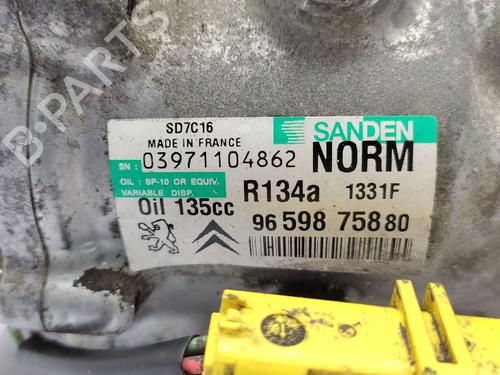 SD7C16
MADE IN FRANCE
SANDEN
SN: 03971104862
NORM
OIL: SP-10 OR EQUIV.
VARIABLE DISP.
R134a 1331F
Oil 135cc
96 598 758 80
B-PARTS